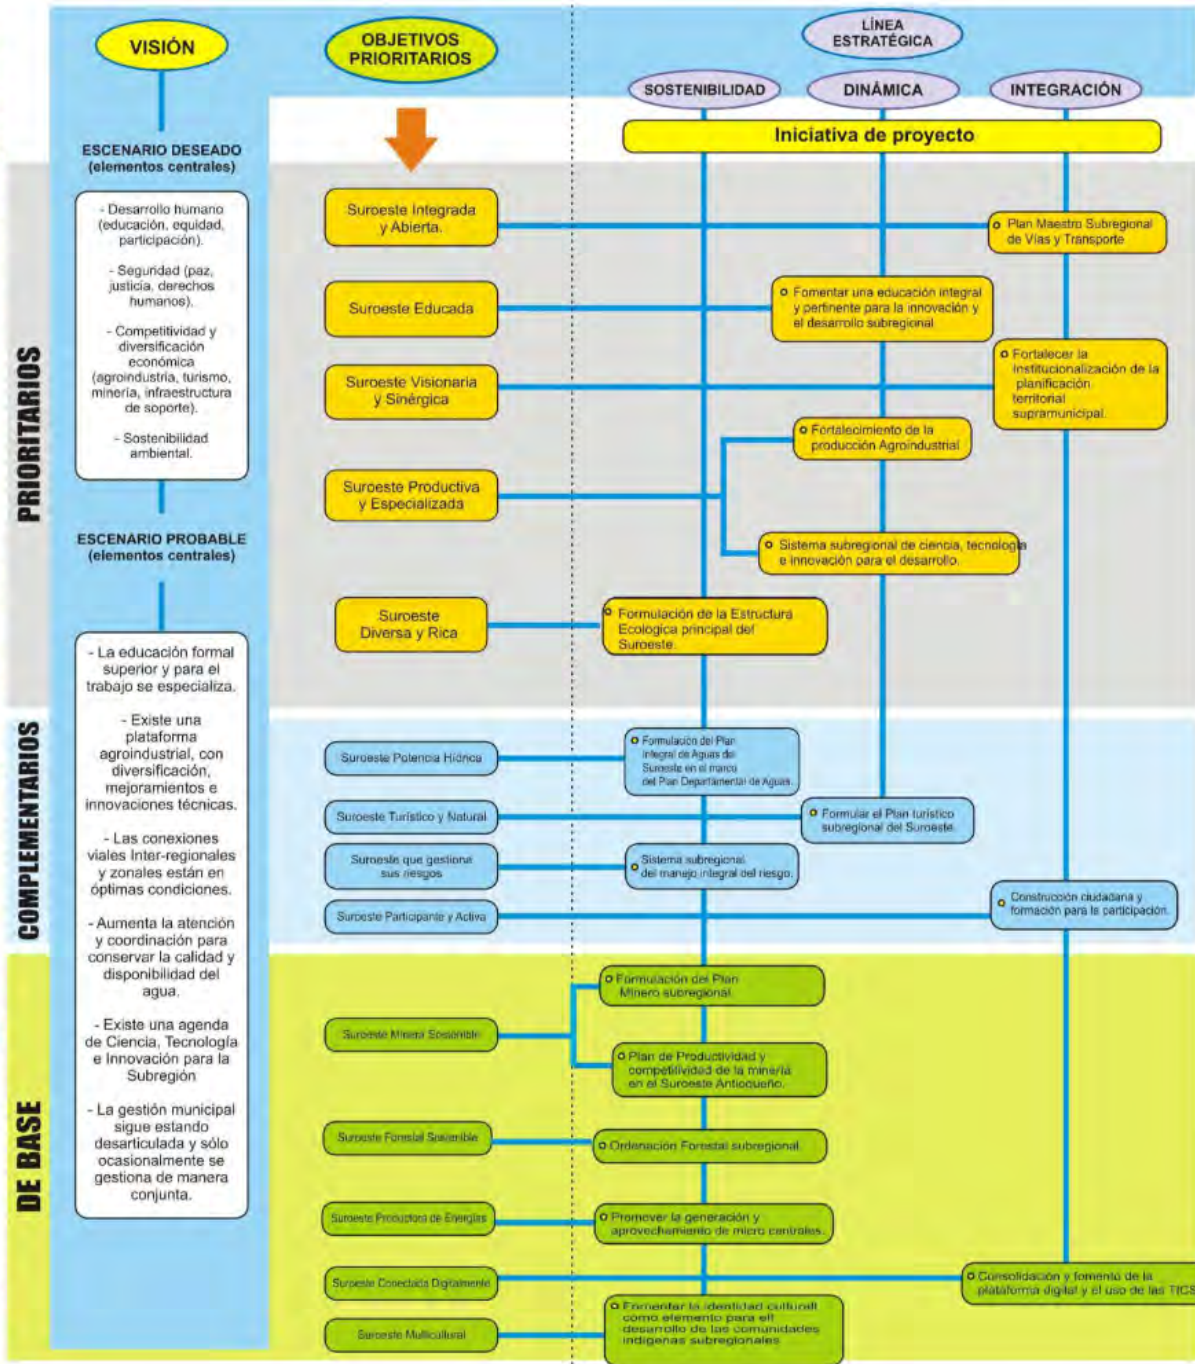 VISIÓN
OBJETIVOS
PRIORITARIOS
LÍNEA
ESTRATÉGICA
SOSTENIBILIDAD
DINÁMICA
INTEGRACIÓN
Iniciativa de proyecto
ESCENARIO DESEADO
(elementos centrales)
- Desarrollo humano
(educación, equidad,
participación).
- Seguridad (paz,
justicia, derechos
humanos).
- Competitividad y
diversificación
económica
(agroindustria, turismo,
minería, infraestructura
de soporte).
- Sostenibilidad
ambiental.
ESCENARIO PROBABLE
(elementos centrales)
- La educación formal
superior y para el
trabajo se especializa.
- Existe una
plataforma
agroindustrial, con
diversificación,
mejoramientos e
innovaciones técnicas.
- Las conexiones
viales Inter-regionales
y zonales están en
óptimas condiciones.
- Aumenta la atención
y coordinación para
conservar la calidad y
disponibilidad del
agua.
- Existe una agenda
de Ciencia, Tecnología
e Innovación para la
Subregión
- La gestión municipal
sigue estando
desarticulada y sólo
ocasionalmente se
gestiona de manera
conjunta.
PRIORITARIOS
Suroeste Integrada
y Abierta.
Plan Maestro Subregional
de Vías y Transporte
Suroeste Educada
Fomentar una educación integral
y pertinente para la innovación y
el desarrollo subregional
Suroeste Visionaria
y Sinérgica
Fortalecer la
Institucionalización de la
planificación
territorial
supramunicipal.
Suroeste Productiva
y Especializada
Fortalecimiento de la
producción Agroindustrial
Sistema subregional de ciencia, tecnología
e innovación para el desarrollo.
Suroeste
Diversa y Rica
Formulación de la Estructura
Ecologica principal del
Suroeste.
COMPLEMENTARIOS
Suroeste Potencia Hídrica
Formulación del Plan
Integral de Aguas del
Suroeste en el marco
del Plan Departamental de Aguas.
Suroeste Turístico y Natural
Formular el Plan turístico
subregional del Suroeste.
Suroeste que gestiona
sus riesgos
Sistema subregional
del manejo integral del riesgo.
Suroeste Participante y Activa
Construcción ciudadana y
formación para la participación.
DE BASE
Suroeste Minera Sostenible
Formulación del Plan
Minero subregional.
Plan de Productividad y
competitividad de la minería
en el Suroeste Antioqueño.
Suroeste Forestal Sostenible
Ordenación Forestal subregional.
Suroeste Productora de Energías
Promover la generación y
aprovechamiento de micro centrales.
Suroeste Conectada Digitalmente
Consolidación y fomento de la
plataforma digital y el uso de las TICS
Suroeste Multicultural
Fomentar la identidad culturall
como elemento para ell
desarrollo de las comunidades
indígenas subregionales